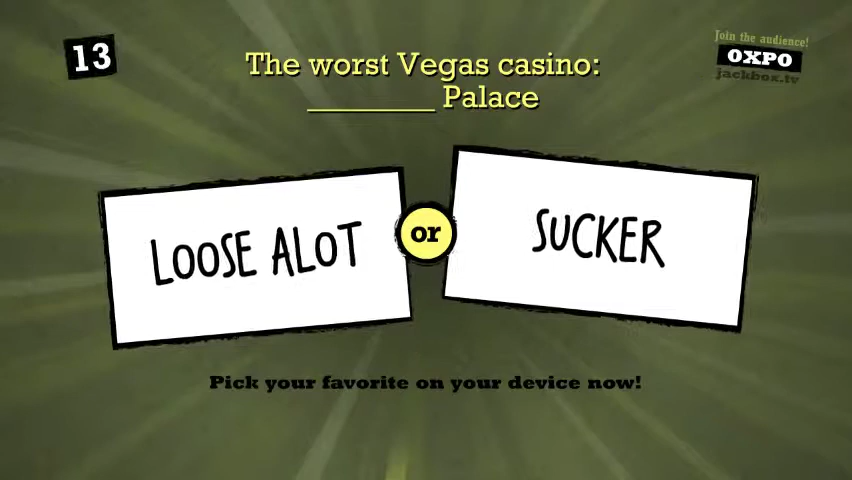 13
The worst Vegas casino:
________ Palace
Join the audience!
OXPO
jackbox.tv
LOOSE ALOT
or
SUCKER
Pick your favorite on your device now!